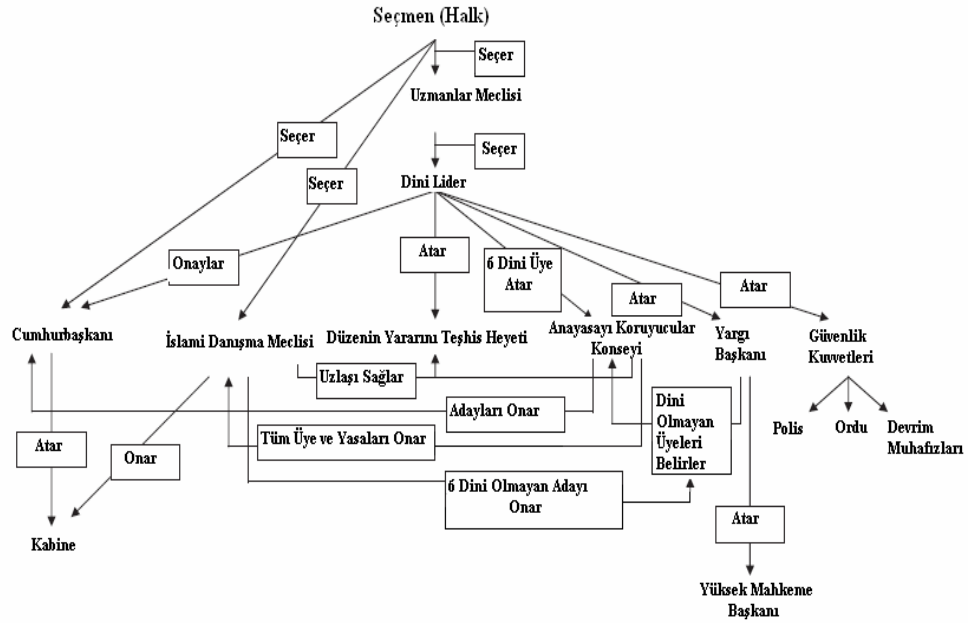 Seçmen (Halk)
Seçer
Uzmanlar Meclisi
Seçer
Seçer
Seçer
Dini Lider
Onaylar
Atar
6 Dini Üye
Atar
Atar
Atar
Cumhurbaşkanı
İslami Danışma Meclisi
Düzenin Yararını Teşhis Heyeti
Anayasayı Koruyucular
Konseyi
Yargı
Başkanı
Güvenlik
Kuvvetleri
Uzlaşı Sağlar
Adayları Onar
Dini
Olmayan
Üyeleri
Belirler
Polis
Ordu
Devrim
Muhafızları
Atar
Onar
Tüm Üye ve Yasaları Onar
6 Dini Olmayan Adayı
Onar
Atar
Kabine
Yüksek Mahkeme
Başkanı